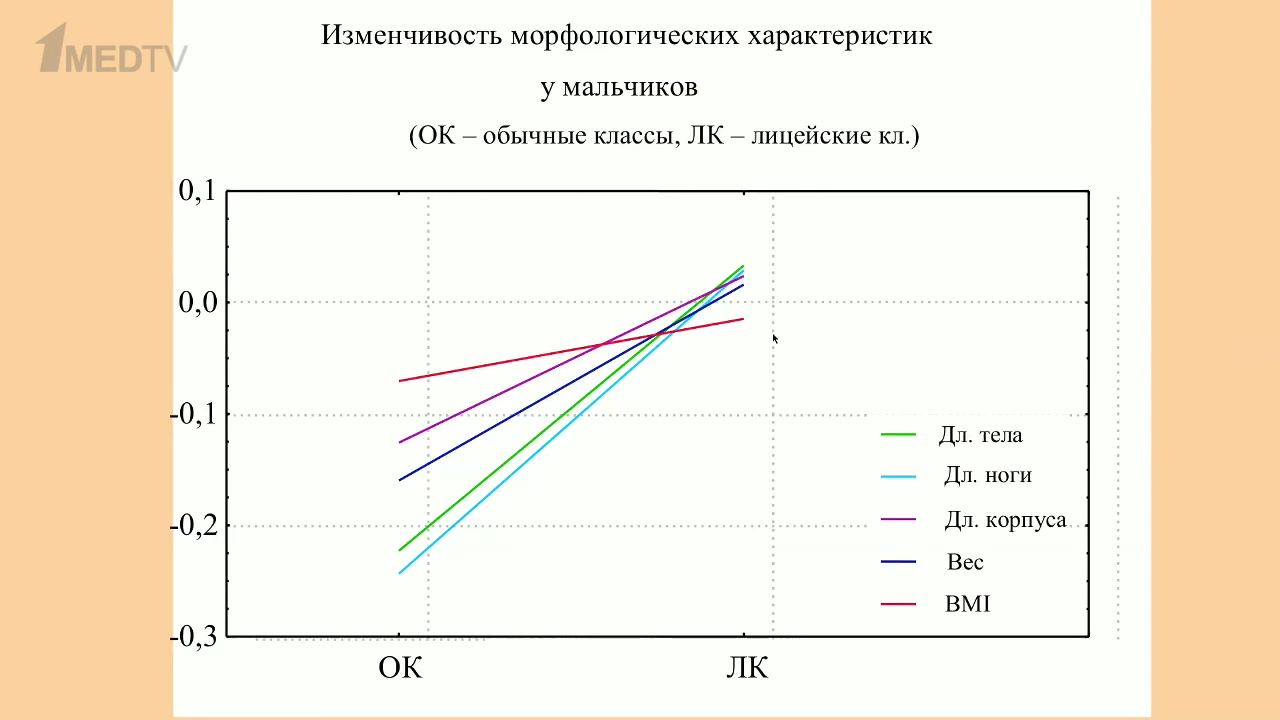 1MEDTV
Изменчивость морфологических характеристик
у мальчиков
(ОК – обычные классы, ЛК – лицейские кл.)
0,1
0,0
-0,1
-0,2
-0,3
Дл. тела
Дл. ноги
Дл. корпуса
Вес
BMI
ОК
ЛК